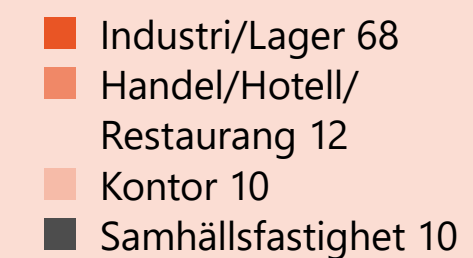 Industri/Lager 68
Handel/Hotell/
Restaurang 12
Kontor 10
Samhällsfastighet 10